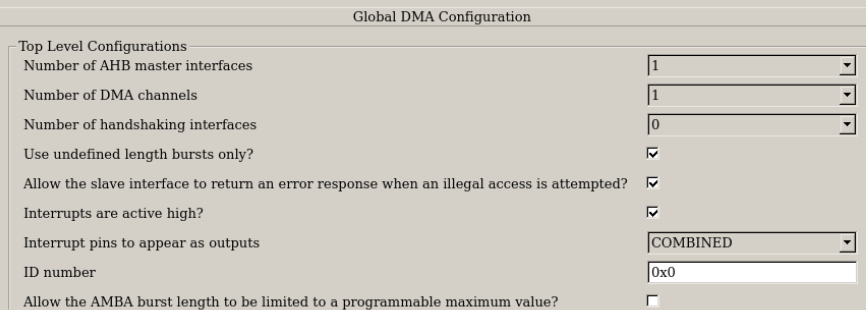 Global DMA Configuration
Top Level Configurations
Number of AHB master interfaces 1
Number of DMA channels 1
Number of handshaking interfaces 0
Use undefined length bursts only?
Allow the slave interface to return an error response when an illegal access is attempted?
Interrupts are active high?
Interrupt pins to appear as outputs COMBINED
ID number 0x0
Allow the AMBA burst length to be limited to a programmable maximum value?